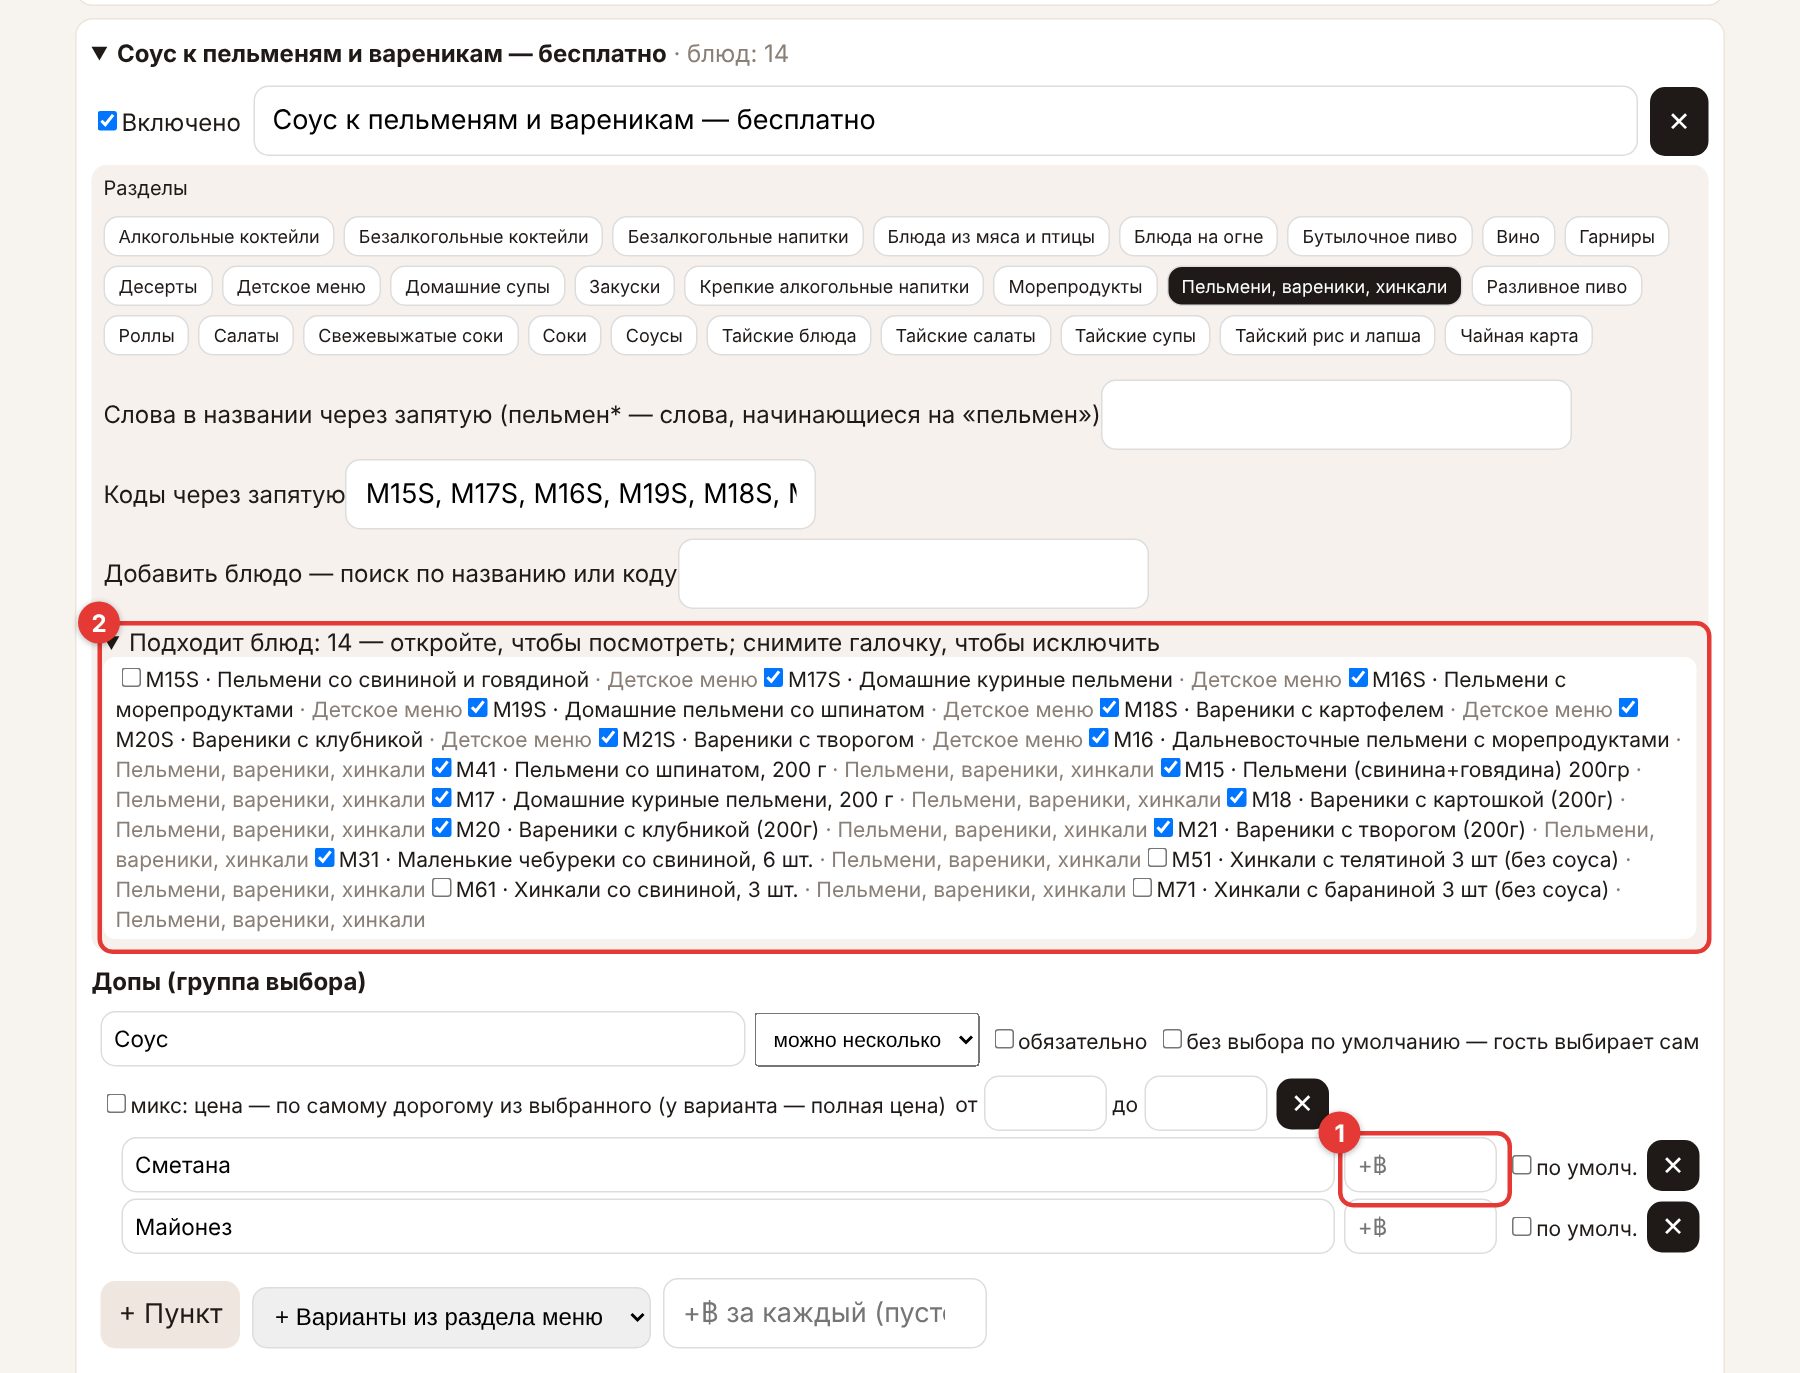 ▼ Соус к пельменям и вареникам — бесплатно · блюд: 14
Включено Соус к пельменям и вареникам — бесплатно ✕
Разделы
Алкогольные коктейли Безалкогольные коктейли Безалкогольные напитки Блюда из мяса и птицы Блюда на огне Бутылочное пиво Вино Гарниры
Десерты Детское меню Домашние супы Закуски Крепкие алкогольные напитки Морепродукты Пельмени, вареники, хинкали Разливное пиво
Роллы Салаты Свежевыжатые соки Соки Соусы Тайские блюда Тайские салаты Тайские супы Тайский рис и лапша Чайная карта
Слова в названии через запятую (пельмен* — слова, начинающиеся на «пельмен»)
Коды через запятую M15S, M17S, M16S, M19S, M18S,
Добавить блюдо — поиск по названию или коду
2
Подходит блюд: 14 — откройте, чтобы посмотреть; снимите галочку, чтобы исключить
M15S · Пельмени со свининой и говядиной · Детское меню M17S · Домашние куриные пельмени · Детское меню M16S · Пельмени с
морепродуктами · Детское меню M19S · Домашние пельмени со шпинатом · Детское меню M18S · Вареники с картофелем · Детское меню
M20S · Вареники с клубникой · Детское меню M21S · Вареники с творогом · Детское меню M16 · Дальневосточные пельмени с морепродуктами ·
Пельмени, вареники, хинкали M41 · Пельмени со шпинатом, 200 г · Пельмени, вареники, хинкали M15 · Пельмени (свинина+говядина) 200гр ·
Пельмени, вареники, хинкали M17 · Домашние куриные пельмени, 200 г · Пельмени, вареники, хинкали M18 · Вареники с картошкой (200г) ·
Пельмени, вареники, хинкали M20 · Вареники с клубникой (200г) · Пельмени, вареники, хинкали M21 · Вареники с творогом (200г) · Пельмени,
вареники, хинкали M31 · Маленькие чебуреки со свининой, 6 шт. · Пельмени, вареники, хинкали M51 · Хинкали с телятиной 3 шт (без соуса) ·
Пельмени, вареники, хинкали M61 · Хинкали со свининой, 3 шт. · Пельмени, вареники, хинкали M71 · Хинкали с бараниной 3 шт (без соуса) ·
Пельмени, вареники, хинкали
Допы (группа выбора)
Соус можно несколько обязательно без выбора по умолчанию — гость выбирает сам
микс: цена — по самому дорогому из выбранного (у варианта — полная цена) от до ✕
1
Сметана +฿ по умолч. ✕
Майонез +฿ по умолч. ✕
+ Пункт + Варианты из раздела меню +฿ за каждый (пуст